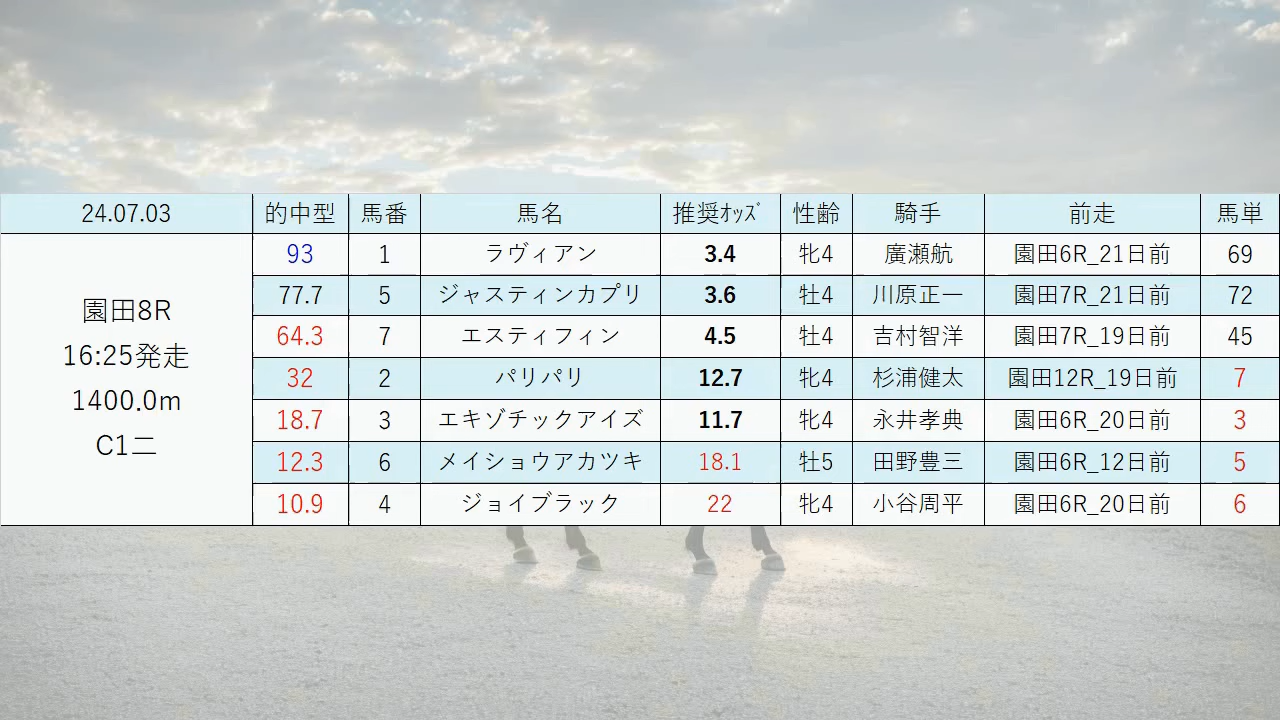 24.07.03 的中型 馬番 馬名 推奨ｵｯｽﾞ 性齢 騎手 前走 馬単
園田8R
16:25発走
1400.0m
C1二
93 1 ラヴィアン 3.4 牝4 廣瀬航 園田6R_21日前 69
77.7 5 ジャスティンカプリ 3.6 牡4 川原正一 園田7R_21日前 72
64.3 7 エスティフィン 4.5 牡4 吉村智洋 園田7R_19日前 45
32 2 パリパリ 12.7 牝4 杉浦健太 園田12R_19日前 7
18.7 3 エキゾチックアイズ 11.7 牝4 永井孝典 園田6R_20日前 3
12.3 6 メイショウアカツキ 18.1 牡5 田野豊三 園田6R_12日前 5
10.9 4 ジョイブラック 22 牝4 小谷周平 園田6R_20日前 6